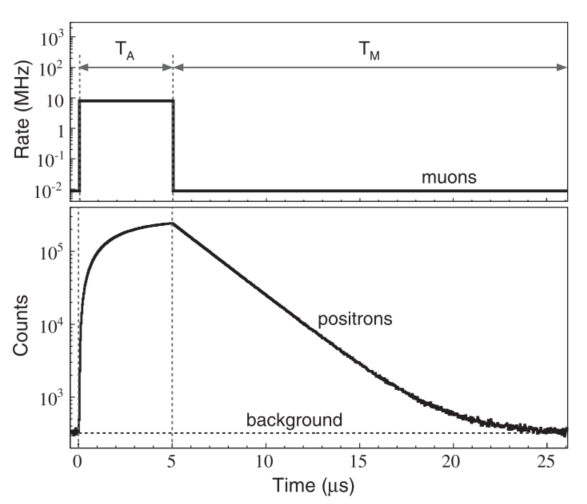 T_A
T_M
10³
10²
10
1
10⁻¹
10⁻²
Rate (MHz)
muons
10⁵
10⁴
10³
Counts
positrons
background
0 5 10 15 20 25
Time (μs)